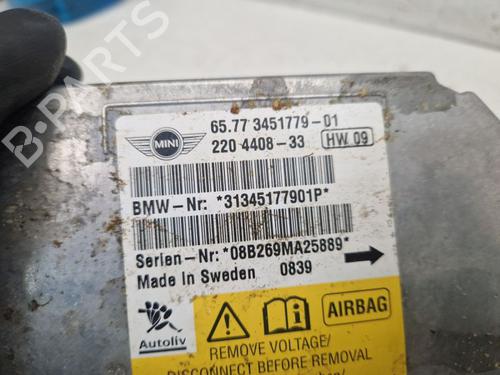 65.77 3451779-01
MINI
220 4408-33 HW 09
BMW-Nr: *31345177901P*
Serien-Nr: *08B269MA25889*
Made in Sweden 0839
Autoliv
AIRBAG
REMOVE VOLTAGE/
DISCONNECT BEFORE REMOVAL
B-PARTS